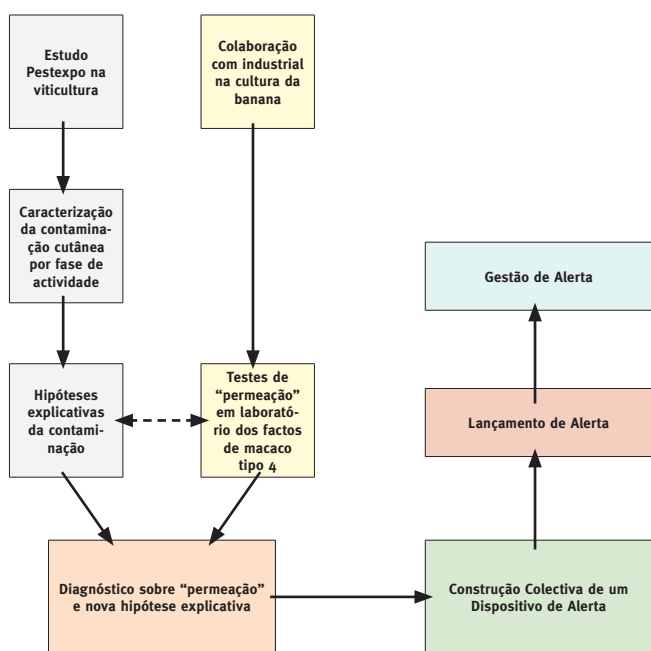 Estudo
Pestexpo na
viticultura
Colaboração
com industrial
na cultura da
banana
Caracterização
da contamina-
ção cutânea
por fase de
actividade
Gestão de Alerta
Hipóteses
explicativas
da contami-
nação
Testes de
“permeação”
em laborató-
rio dos factos
de macaco
tipo 4
Lançamento de Alerta
Diagnóstico sobre “permeação”
e nova hipótese explicativa
Construção Colectiva de um
Dispositivo de Alerta